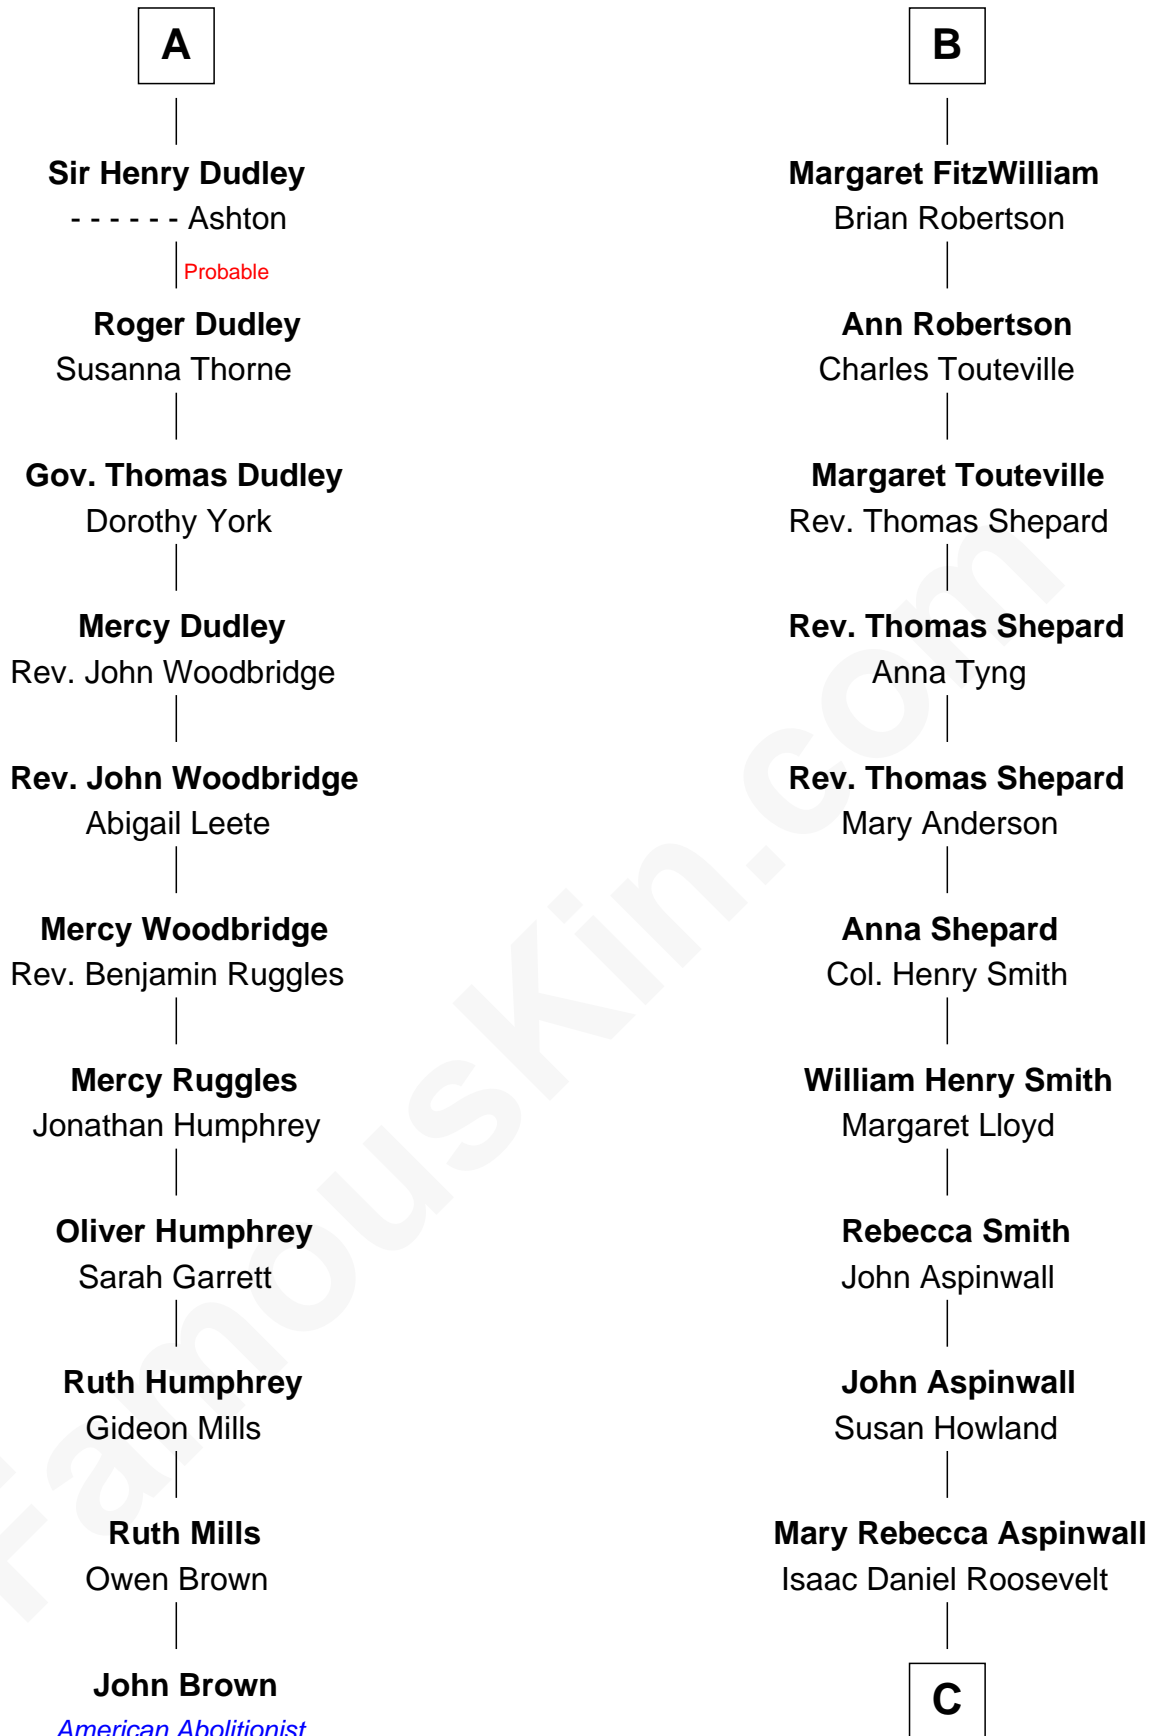 A
Sir Henry Dudley
- - - - - - Ashton
Probable
Roger Dudley
Susanna Thorne
Gov. Thomas Dudley
Dorothy York
Mercy Dudley
Rev. John Woodbridge
Rev. John Woodbridge
Abigail Leete
Mercy Woodbridge
Rev. Benjamin Ruggles
Mercy Ruggles
Jonathan Humphrey
Oliver Humphrey
Sarah Garrett
Ruth Humphrey
Gideon Mills
Ruth Mills
Owen Brown
John Brown
American Abolitionist
B
Margaret FitzWilliam
Brian Robertson
Ann Robertson
Charles Touteville
Margaret Touteville
Rev. Thomas Shepard
Rev. Thomas Shepard
Anna Tyng
Rev. Thomas Shepard
Mary Anderson
Anna Shepard
Col. Henry Smith
William Henry Smith
Margaret Lloyd
Rebecca Smith
John Aspinwall
John Aspinwall
Susan Howland
Mary Rebecca Aspinwall
Isaac Daniel Roosevelt
C
FamousKin.com